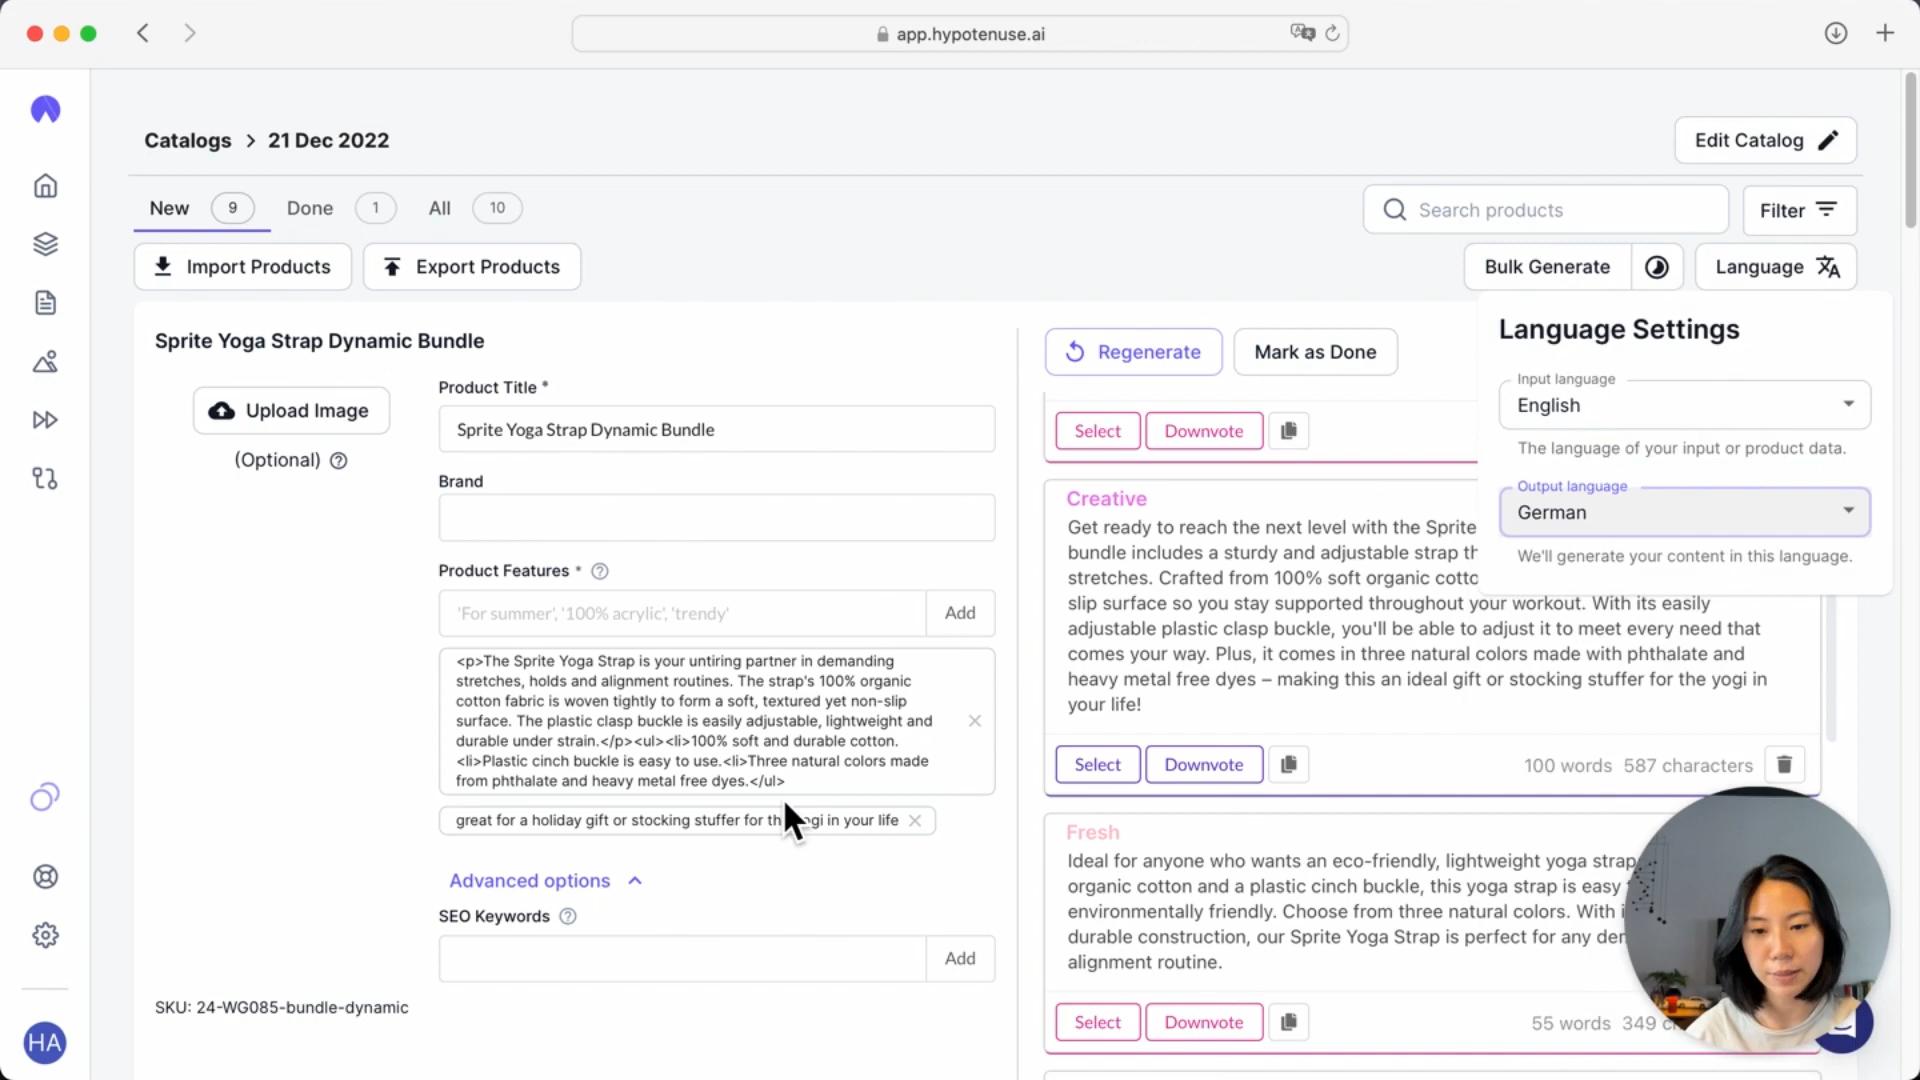 app.hypotenuse.ai
Catalogs > 21 Dec 2022
Edit Catalog
New 9 Done 1 All 10
Search products
Filter
Import Products
Export Products
Bulk Generate
Language
Sprite Yoga Strap Dynamic Bundle
Upload Image
(Optional)
Product Title *
Sprite Yoga Strap Dynamic Bundle
Brand
Product Features *
'For summer', '100% acrylic', 'trendy'
Add
<p>The Sprite Yoga Strap is your untiring partner in demanding
stretches, holds and alignment routines. The strap's 100% organic
cotton fabric is woven tightly to form a soft, textured yet non-slip
surface. The plastic clasp buckle is easily adjustable, lightweight and
durable under strain.</p><ul><li>100% soft and durable cotton.
<li>Plastic cinch buckle is easy to use.<li>Three natural colors made
from phthalate and heavy metal free dyes.</ul>
great for a holiday gift or stocking stuffer for th ogi in your life
Advanced options
SEO Keywords
Add
SKU: 24-WG085-bundle-dynamic
Regenerate
Mark as Done
Select
Downvote
Creative
Get ready to reach the next level with the Sprite
bundle includes a sturdy and adjustable strap th
stretches. Crafted from 100% soft organic cotto
slip surface so you stay supported throughout your workout. With its easily
adjustable plastic clasp buckle, you'll be able to adjust it to meet every need that
comes your way. Plus, it comes in three natural colors made with phthalate and
heavy metal free dyes – making this an ideal gift or stocking stuffer for the yogi in
your life!
Select
Downvote
100 words 587 characters
Fresh
Ideal for anyone who wants an eco-friendly, lightweight yoga strap
organic cotton and a plastic cinch buckle, this yoga strap is easy
environmentally friendly. Choose from three natural colors. With i
durable construction, our Sprite Yoga Strap is perfect for any den
alignment routine.
Select
Downvote
55 words 349 c
Language Settings
Input language
English
The language of your input or product data.
Output language
German
We'll generate your content in this language.
HA